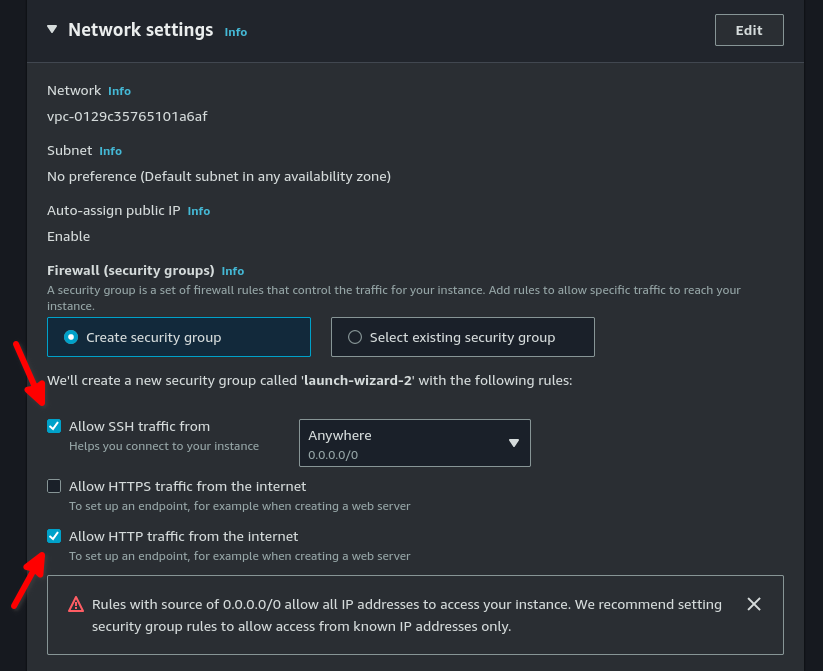 Network settings Info
Edit
Network Info
vpc-0129c35765101a6af
Subnet Info
No preference (Default subnet in any availability zone)
Auto-assign public IP Info
Enable
Firewall (security groups) Info
A security group is a set of firewall rules that control the traffic for your instance. Add rules to allow specific traffic to reach your
instance.
Create security group
Select existing security group
We'll create a new security group called 'launch-wizard-2' with the following rules:
Allow SSH traffic from
Helps you connect to your instance
Anywhere
0.0.0.0/0
Allow HTTPS traffic from the internet
To set up an endpoint, for example when creating a web server
Allow HTTP traffic from the internet
To set up an endpoint, for example when creating a web server
Rules with source of 0.0.0.0/0 allow all IP addresses to access your instance. We recommend setting
security group rules to allow access from known IP addresses only.